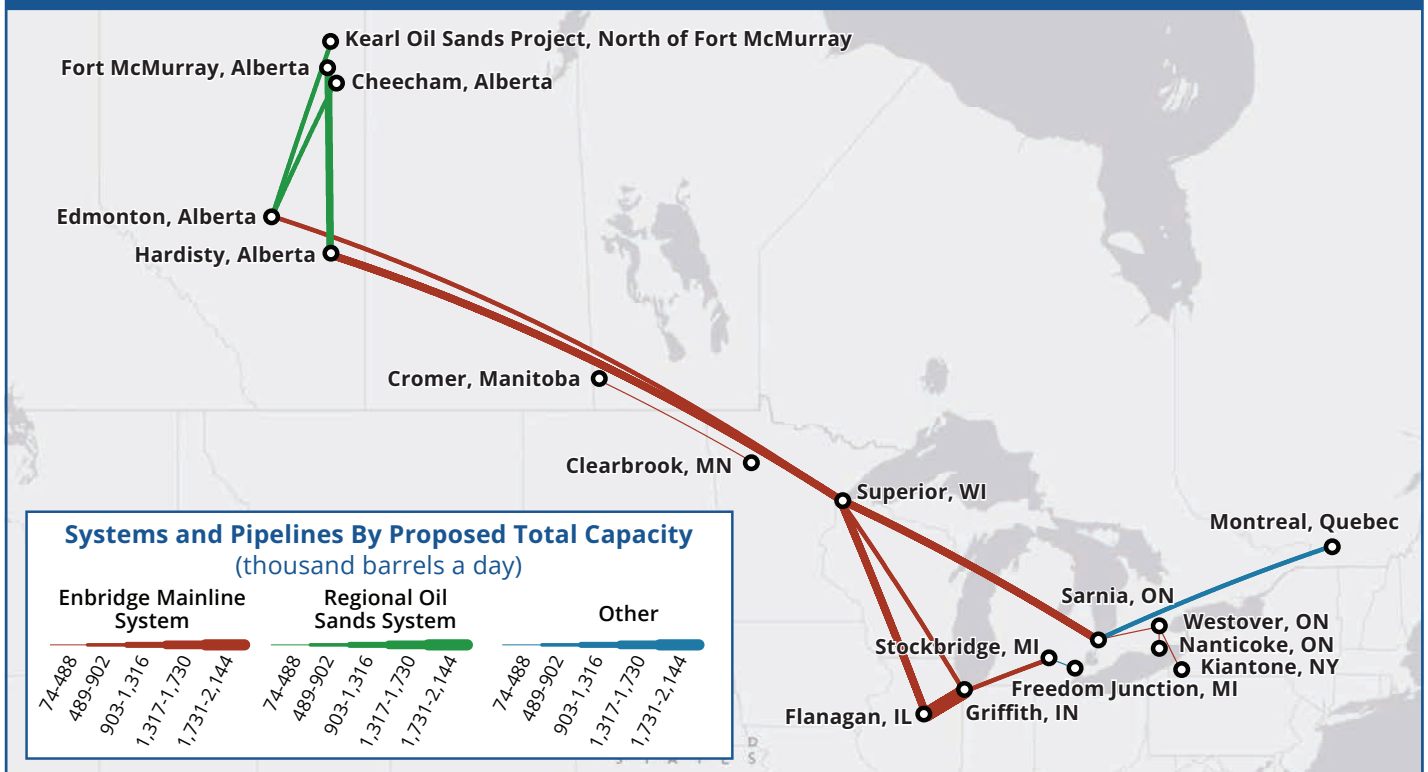 Kearl Oil Sands Project, North of Fort McMurray
Fort McMurray, Alberta
Cheecham, Alberta
Edmonton, Alberta
Hardisty, Alberta
Cromer, Manitoba
Clearbrook, MN
Superior, WI
Montreal, Quebec
Sarnia, ON
Westover, ON
Stockbridge, MI
Nanticoke, ON
Kiantone, NY
Freedom Junction, MI
Flanagan, IL
Griffith, IN
Systems and Pipelines By Proposed Total Capacity
(thousand barrels a day)
Enbridge Mainline
System
74-488
489-902
903-1,316
1,317-1,730
1,731-2,144
Regional Oil
Sands System
74-488
489-902
903-1,316
1,317-1,730
1,731-2,144
Other
74-488
489-902
903- 1,316
1,317-1,730
1,731-2,144